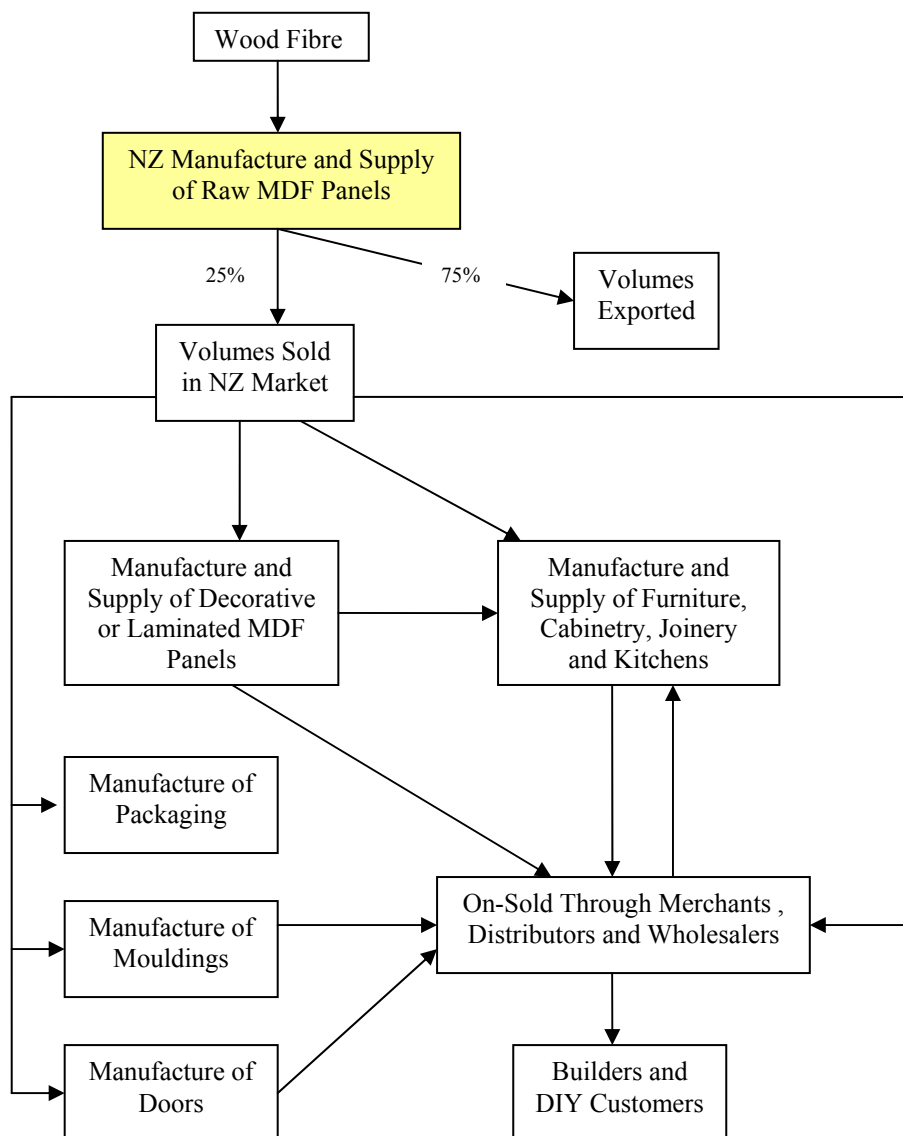 Wood Fibre
NZ Manufacture and Supply
of Raw MDF Panels
25%
75%
Volumes
Exported
Volumes Sold
in NZ Market
Manufacture and
Supply of Decorative
or Laminated MDF
Panels
Manufacture and
Supply of Furniture,
Cabinetry, Joinery
and Kitchens
Manufacture of
Packaging
Manufacture of
Mouldings
On-Sold Through Merchants ,
Distributors and Wholesalers
Manufacture of
Doors
Builders and
DIY Customers